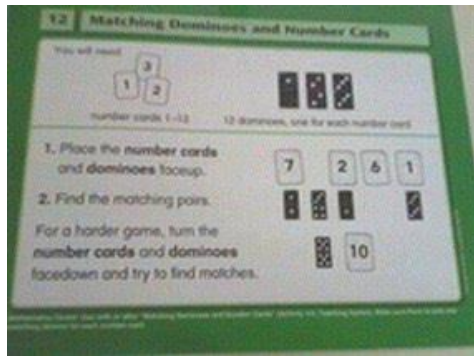 12 Matching Dominoes and Number Cards
You will need
3
1 2
number cards 1–12
12 dominoes, one for each number card
1. Place the number cards
and dominoes faceup.
7 2 6 1
2. Find the matching pairs.
For a harder game, turn the
number cards and dominoes
facedown and try to find matches.
10